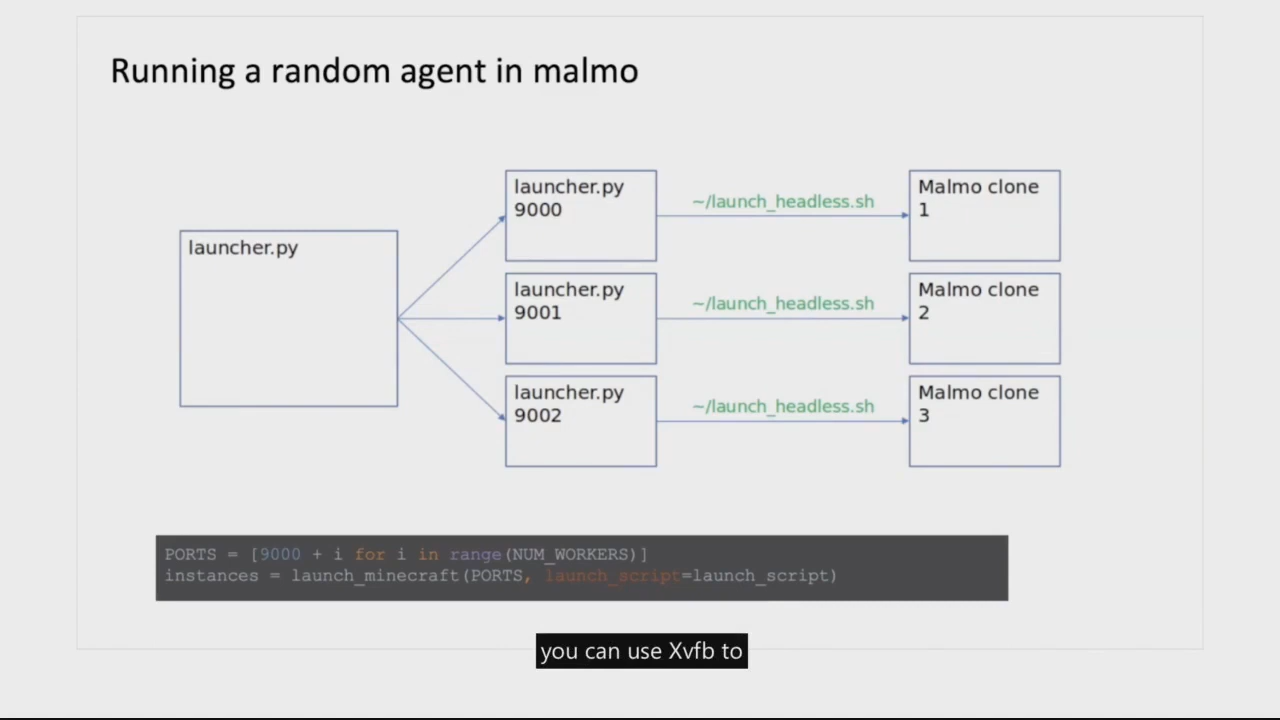 Running a random agent in malmo
launcher.py
launcher.py
9000
~/launch_headless.sh
Malmo clone
1
launcher.py
9001
~/launch_headless.sh
Malmo clone
2
launcher.py
9002
~/launch_headless.sh
Malmo clone
3
PORTS = [9000 + i for i in range(NUM_WORKERS)]
instances = launch_minecraft(PORTS, launch_script=launch_script)
you can use Xvfb to